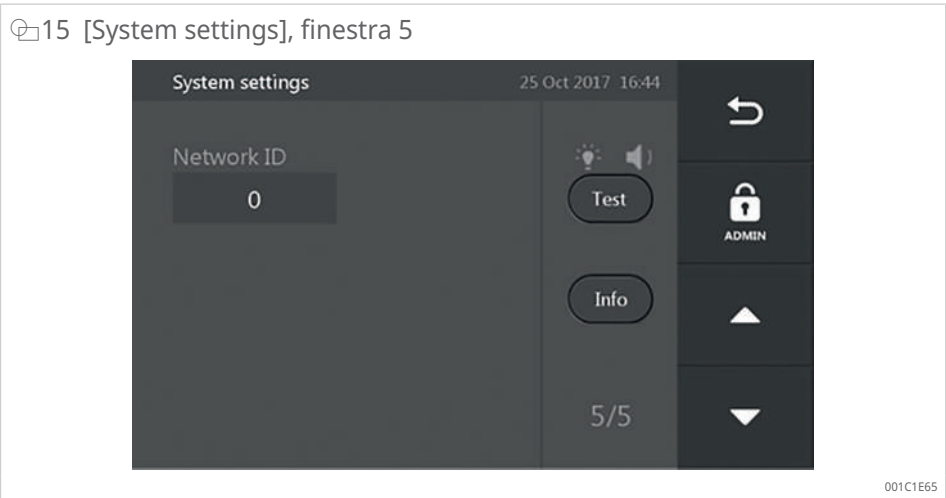 15 [System settings], finestra 5
System settings
25 Oct 2017 16:44
Network ID
0
Test
Info
5/5
ADMIN
001C1E65